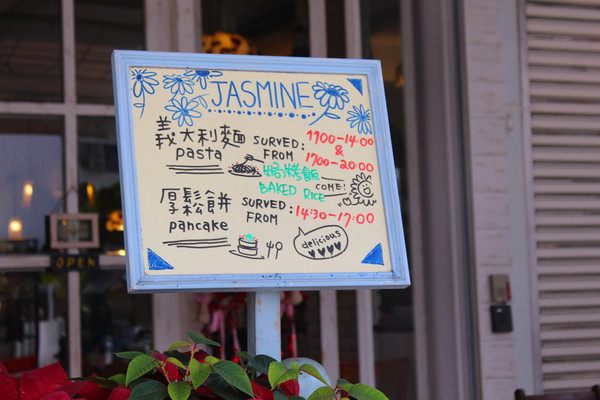 JASMINE
義大利麵 SURVED: 1100-14:00
pasta FROM &
1700-20:00
焗烤飯
BAKED RICE
COME!
厚鬆餅 SURVED:
pancake FROM 14:30-17:00
delicious
OPEN